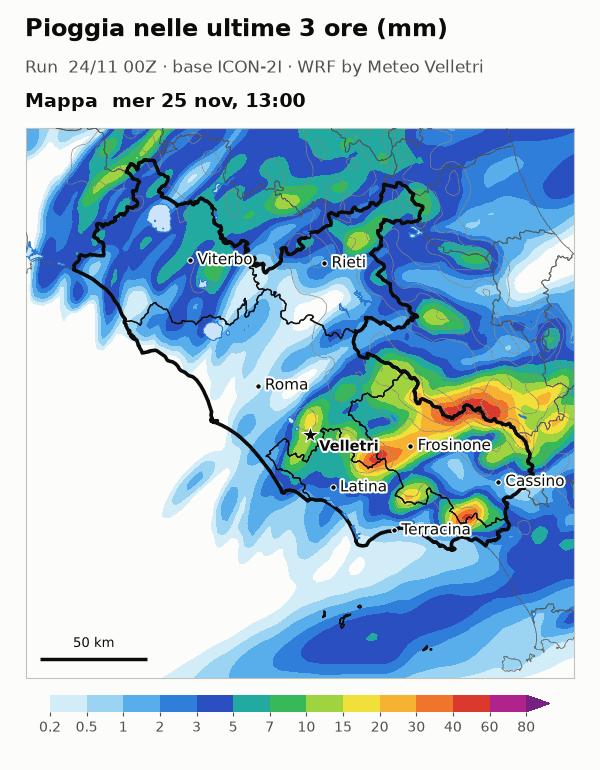 Pioggia nelle ultime 3 ore (mm)
Run  24/11 00Z · base ICON-2I · WRF by Meteo Velletri
Mappa  mer 25 nov, 13:00
Viterbo
Rieti
Roma
Velletri
Frosinone
Latina
Cassino
Terracina
50 km
0.2 0.5 1 2 3 5 7 10 15 20 30 40 60 80